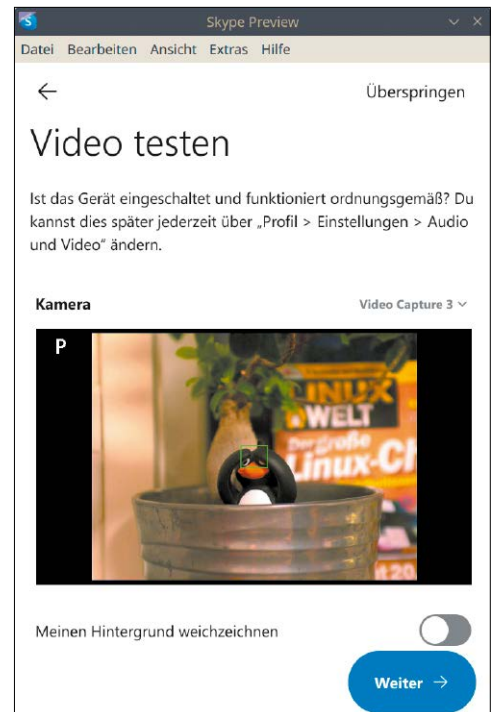 Skype Preview
Datei Bearbeiten Ansicht Extras Hilfe
Überspringen
Video testen
Ist das Gerät eingeschaltet und funktioniert ordnungsgemäß? Du
kannst dies später jederzeit über „Profil > Einstellungen > Audio
und Video“ ändern.
Kamera
Video Capture 3
P
LINUX
WELT
Der große
Linux-Ch
Meinen Hintergrund weichzeichnen
Weiter →